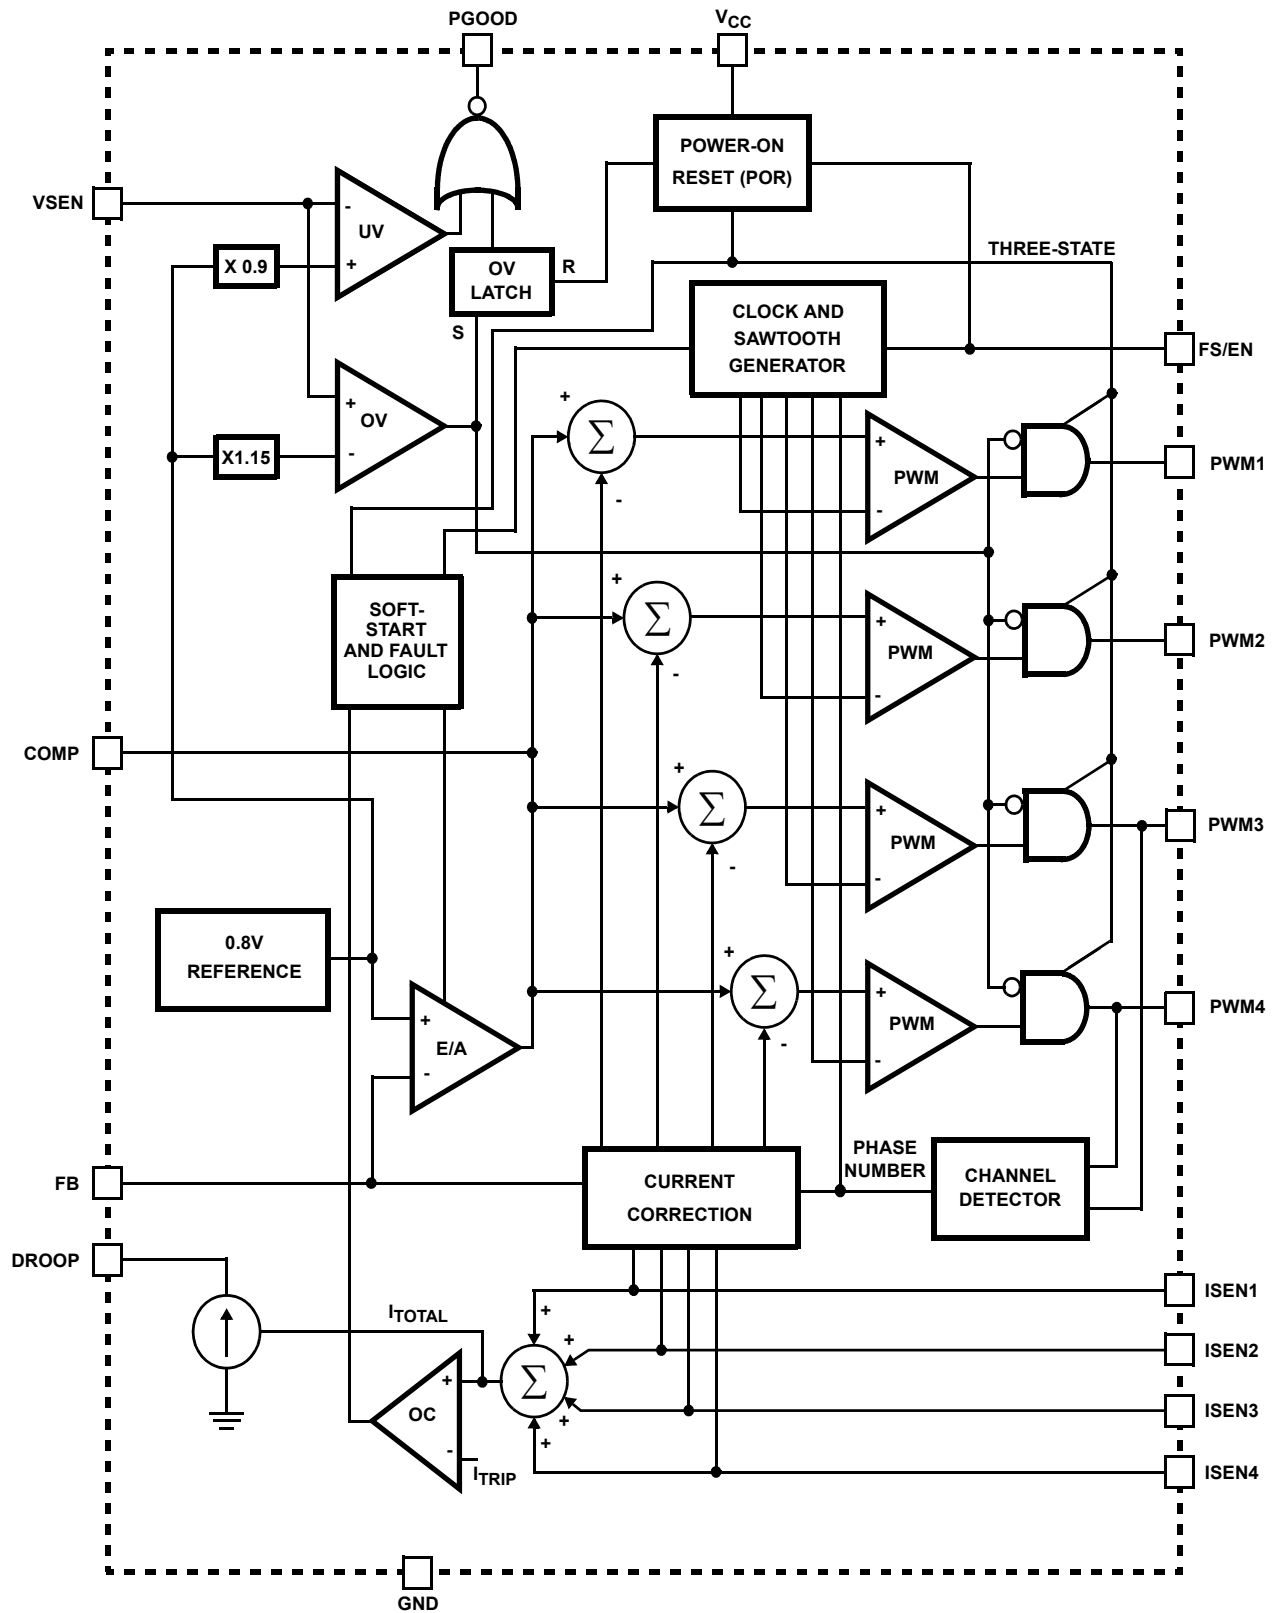 PGOOD
VCC
POWER-ON
RESET (POR)
VSEN
-
UV
+
X 0.9
OV
LATCH
R
S
THREE-STATE
CLOCK AND
SAWTOOTH
GENERATOR
FS/EN
+
OV
-
X1.15
+
Σ
-
+
PWM
-
PWM1
SOFT-
START
AND FAULT
LOGIC
+
Σ
-
+
PWM
-
PWM2
COMP
+
Σ
-
+
PWM
-
PWM3
0.8V
REFERENCE
+
E/A
-
+
Σ
-
+
PWM
-
PWM4
FB
CURRENT
CORRECTION
PHASE
NUMBER
CHANNEL
DETECTOR
DROOP
ITOTAL
+
OC
-
ITRIP
Σ
+
+
+
+
ISEN1
ISEN2
ISEN3
ISEN4
GND